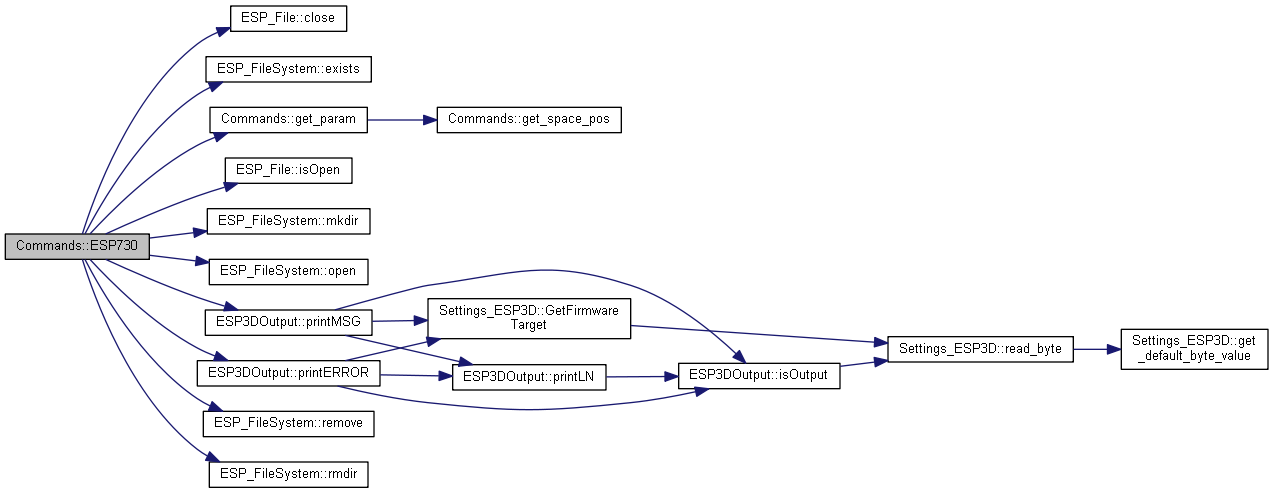 ESP_File::close
ESP_FileSystem::exists
Commands::get_param
Commands::get_space_pos
ESP_File::isOpen
ESP_FileSystem::mkdir
Commands::ESP730
ESP_FileSystem::open
ESP3DOutput::printMSG
Settings_ESP3D::GetFirmware
Target
Settings_ESP3D::read_byte
Settings_ESP3D::get
_default_byte_value
ESP3DOutput::printERROR
ESP3DOutput::printLN
ESP3DOutput::isOutput
ESP_FileSystem::remove
ESP_FileSystem::rmdir